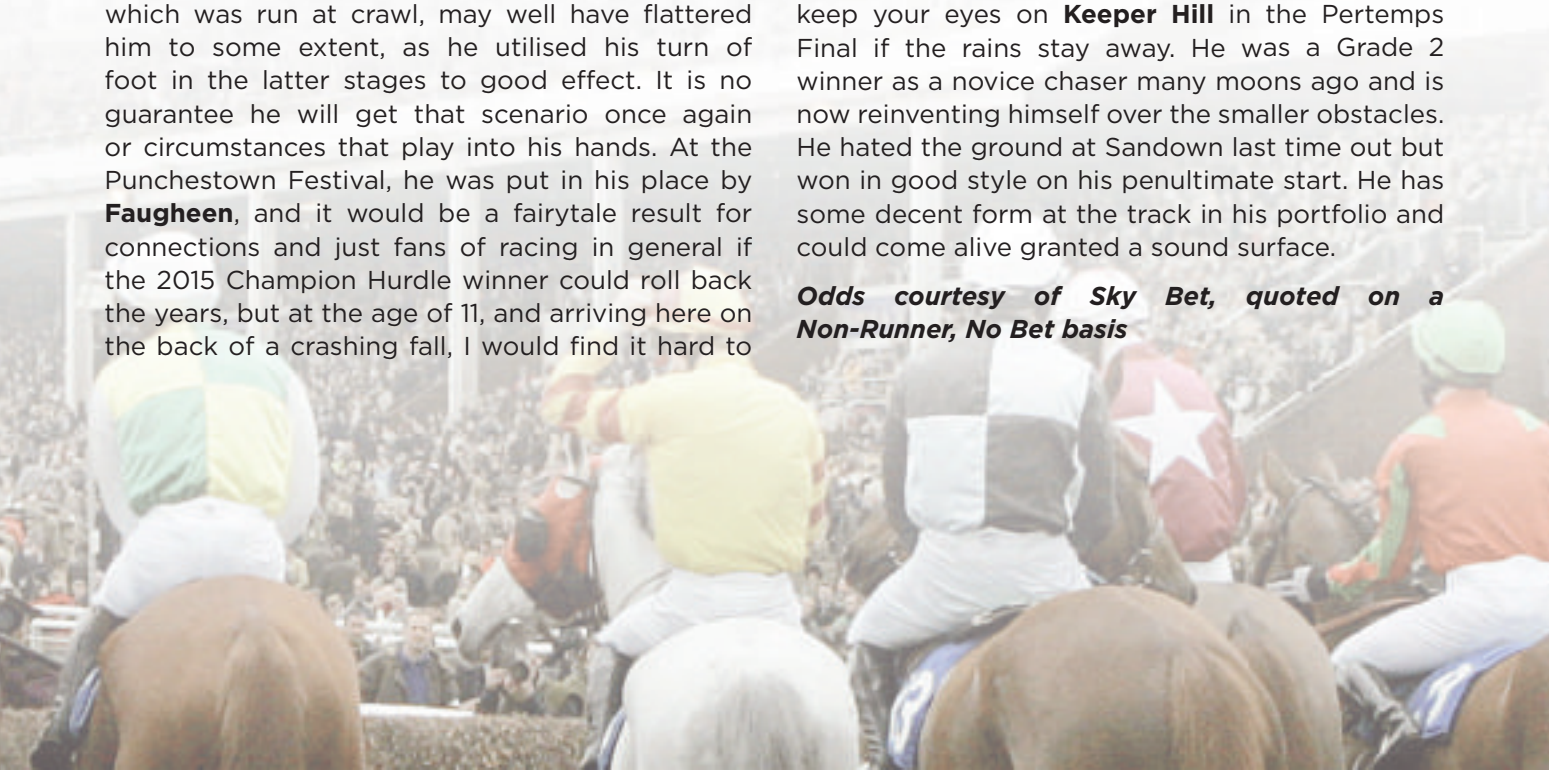 which was run at crawl, may well have flattered
him to some extent, as he utilised his turn of
foot in the latter stages to good effect. It is no
guarantee he will get that scenario once again
or circumstances that play into his hands. At the
Punchestown Festival, he was put in his place by
Faugheen, and it would be a fairytale result for
connections and just fans of racing in general if
the 2015 Champion Hurdle winner could roll back
the years, but at the age of 11, and arriving here on
the back of a crashing fall, I would find it hard to
keep your eyes on Keeper Hill in the Pertemps
Final if the rains stay away. He was a Grade 2
winner as a novice chaser many moons ago and is
now reinventing himself over the smaller obstacles.
He hated the ground at Sandown last time out but
won in good style on his penultimate start. He has
some decent form at the track in his portfolio and
could come alive granted a sound surface.
Odds courtesy of Sky Bet, quoted on a
Non-Runner, No Bet basis